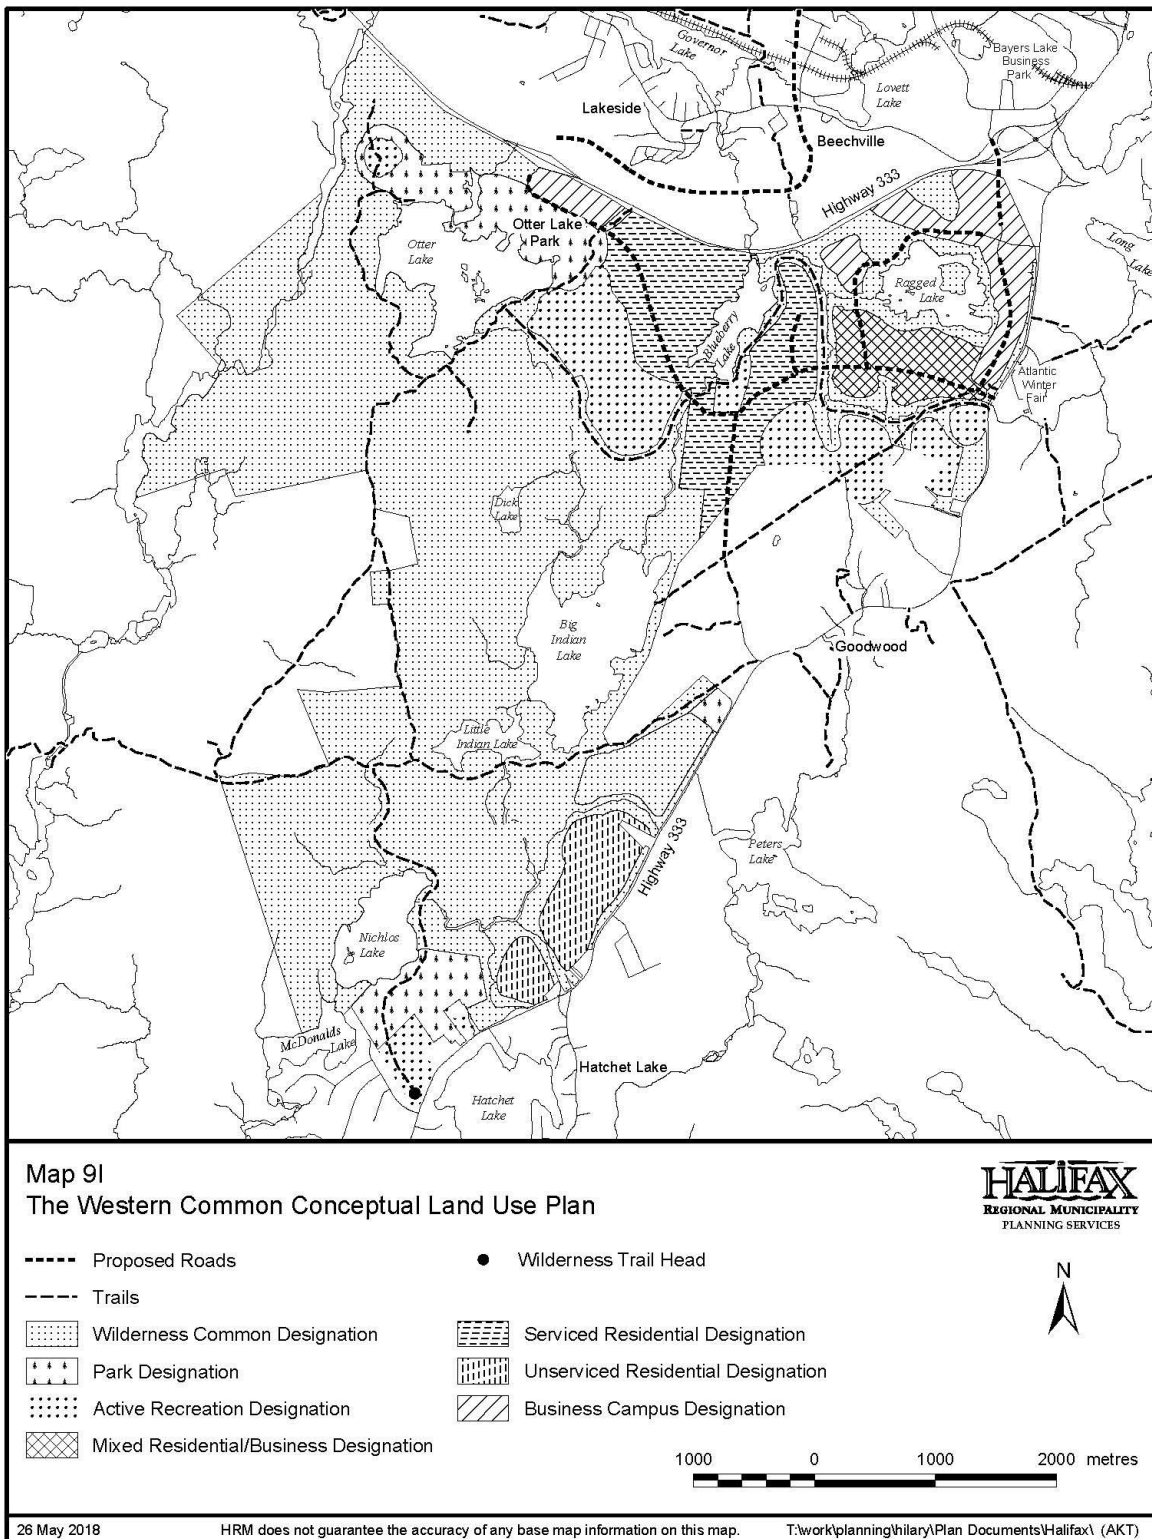 Governor
Lake
Bayers Lake
Business
Park
Lovett
Lake
Lakeside
Beechville
Highway 333
Long
Lake
Otter Lake
Park
Otter
Lake
Ragged
Lake
Blueberry
Lake
Atlantic
Winter
Fair
Dick
Lake
Big
Indian
Lake
Goodwood
Little
Indian Lake
Highway 333
Peters
Lake
Nichlos
Lake
McDonalds
Lake
Hatchet Lake
Hatchet
Lake
Map 9I
The Western Common Conceptual Land Use Plan
HALIFAX
REGIONAL MUNICIPALITY
PLANNING SERVICES
Proposed Roads
Wilderness Trail Head
Trails
N
Wilderness Common Designation
Serviced Residential Designation
Park Designation
Unserviced Residential Designation
Active Recreation Designation
Business Campus Designation
Mixed Residential/Business Designation
1000 0 1000 2000 metres
26 May 2018 HRM does not guarantee the accuracy of any base map information on this map. T:\work\planning\hilary\Plan Documents\Halifax\ (AKT)